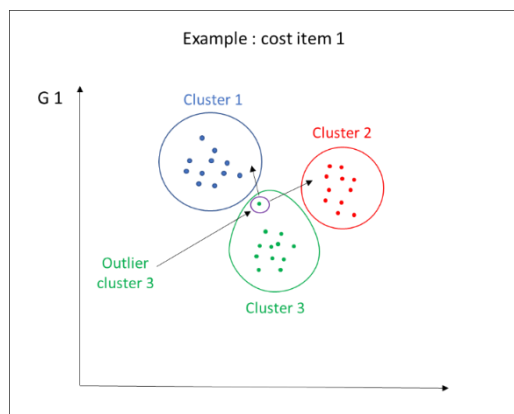 Example : cost item 1
G 1
Cluster 1
Cluster 2
Outlier
cluster 3
Cluster 3